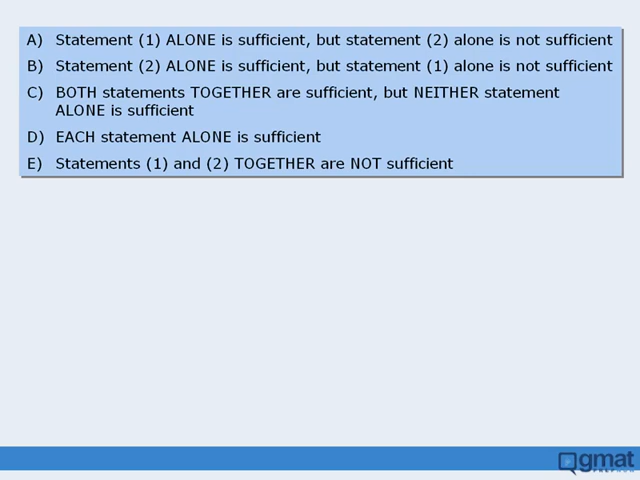 A) Statement (1) ALONE is sufficient, but statement (2) alone is not sufficient
B) Statement (2) ALONE is sufficient, but statement (1) alone is not sufficient
C) BOTH statements TOGETHER are sufficient, but NEITHER statement
ALONE is sufficient
D) EACH statement ALONE is sufficient
E) Statements (1) and (2) TOGETHER are NOT sufficient
gmat